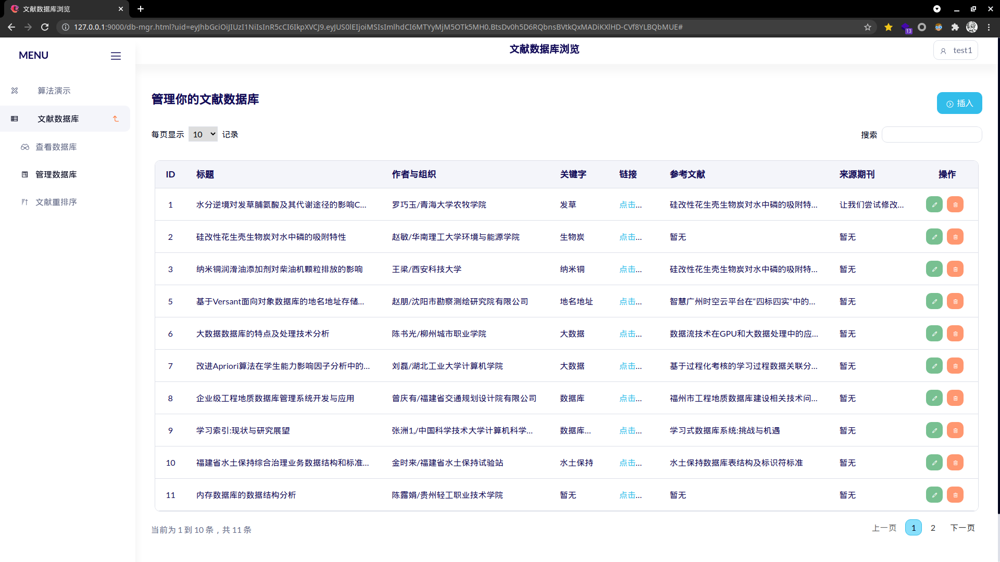 文献数据库浏览
127.0.0.1:9000/db-mgr.html?uid=eyJhbGciOiJIUzI1NiIsInR5cCI6IkpXVCJ9.eyJUS0lEIjoiMSIsImlhdCI6MTYyMjM5OTk5MH0.BtsDv0h5D6RQbnsBVtkQxMADiKXlHD-CVf8YLBQbMUE#
13
MENU
文献数据库浏览
test1
算法演示
文献数据库
查看数据库
管理数据库
文献重排序
管理你的文献数据库
插入
每页显示 10 记录
搜索
ID 标题 作者与组织 关键字 链接 参考文献 来源期刊 操作
1 水分逆境对发草脯氨酸及其代谢途径的影响C... 罗巧玉/青海大学农牧学院 发草 点击... 硅改性花生壳生物炭对水中磷的吸附特... 让我们尝试修改...
2 硅改性花生壳生物炭对水中磷的吸附特性 赵敏/华南理工大学环境与能源学院 生物炭 点击... 暂无 暂无
3 纳米铜润滑油添加剂对柴油机颗粒排放的影响 王梁/西安科技大学 纳米铜 点击... 硅改性花生壳生物炭对水中磷的吸附特... 暂无
5 基于Versant面向对象数据库的地名地址存储... 赵朋/沈阳市勘察测绘研究院有限公司 地名地址 点击... 智慧广州时空云平台在“四标四实”中的... 暂无
6 大数据数据库的特点及处理技术分析 陈书光/柳州城市职业学院 大数据 点击... 数据流技术在GPU和大数据处理中的应... 暂无
7 改进Apriori算法在学生能力影响因子分析中的... 刘磊/湖北工业大学计算机学院 大数据 点击... 基于过程化考核的学习过程数据关联分... 暂无
8 企业级工程地质数据库管理系统开发与应用 曾庆有/福建省交通规划设计院有限公司 数据库 点击... 福州市工程地质数据库建设相关技术问... 暂无
9 学习索引:现状与研究展望 张洲1,/中国科学技术大学计算机科学... 数据库... 点击... 学习式数据库系统:挑战与机遇 暂无
10 福建省水土保持综合治理业务数据结构和标准... 金时来/福建省水土保持试验站 水土保持 点击... 水土保持数据库表结构及标识符标准 暂无
11 内存数据库的数据结构分析 陈露娟/贵州轻工职业技术学院 暂无 点击... 暂无 暂无
当前为 1 到 10 条，共 11 条
上一页 1 2 下一页